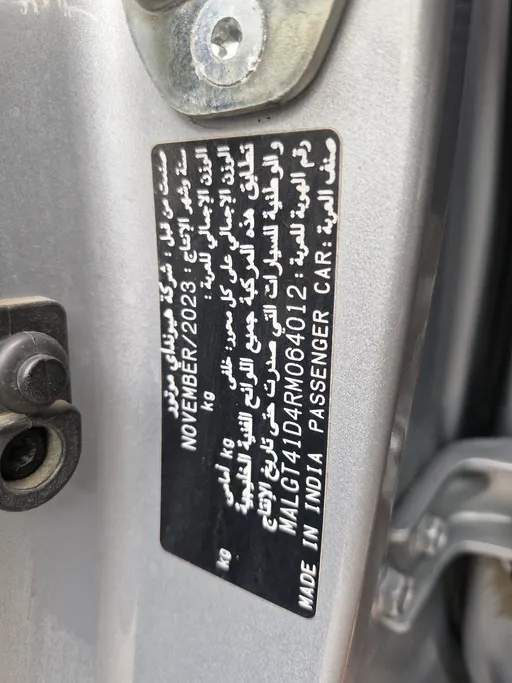 صنعت من قبل : شركة هيونداي موتور
سنة وشهر الإنتاج : NOVEMBER/2023
الوزن الإجمالي للعربة : kg
الوزن الإجمالي على كل محور: خلفي kg أمامي kg
تطابق هذه المركبة جميع اللوائح الفنية الخليجية
و الوطنية للسيارات التي صدرت حتى تاريخ الإنتاج
رقم الهوية للعربة : MALGT41D4RM064012
صنف العربة : MADE IN INDIA PASSENGER CAR